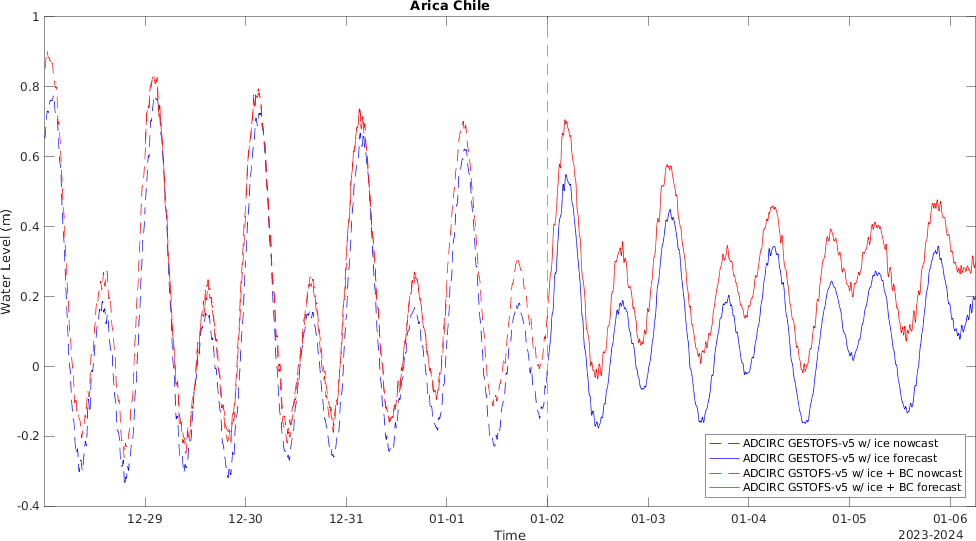 Arica Chile
1
0.8
0.6
0.4
0.2
0
-0.2
-0.4
Water Level (m)
12-29 12-30 12-31 01-01 01-02 01-03 01-04 01-05 01-06
Time
2023-2024
ADCIRC GESTOFS-v5 w/ ice nowcast
ADCIRC GESTOFS-v5 w/ ice forecast
ADCIRC GSTOFS-v5 w/ ice + BC nowcast
ADCIRC GSTOFS-v5 w/ ice + BC forecast